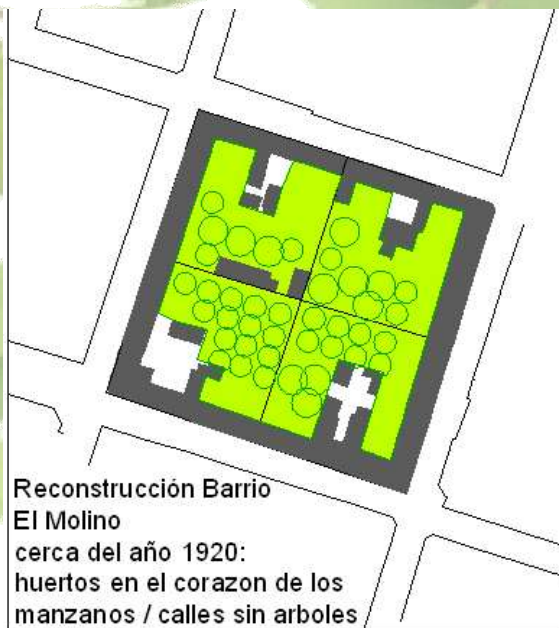 Reconstrucción Barrio
El Molino
cerca del año 1920:
huertos en el corazon de los
manzanos / calles sin arboles